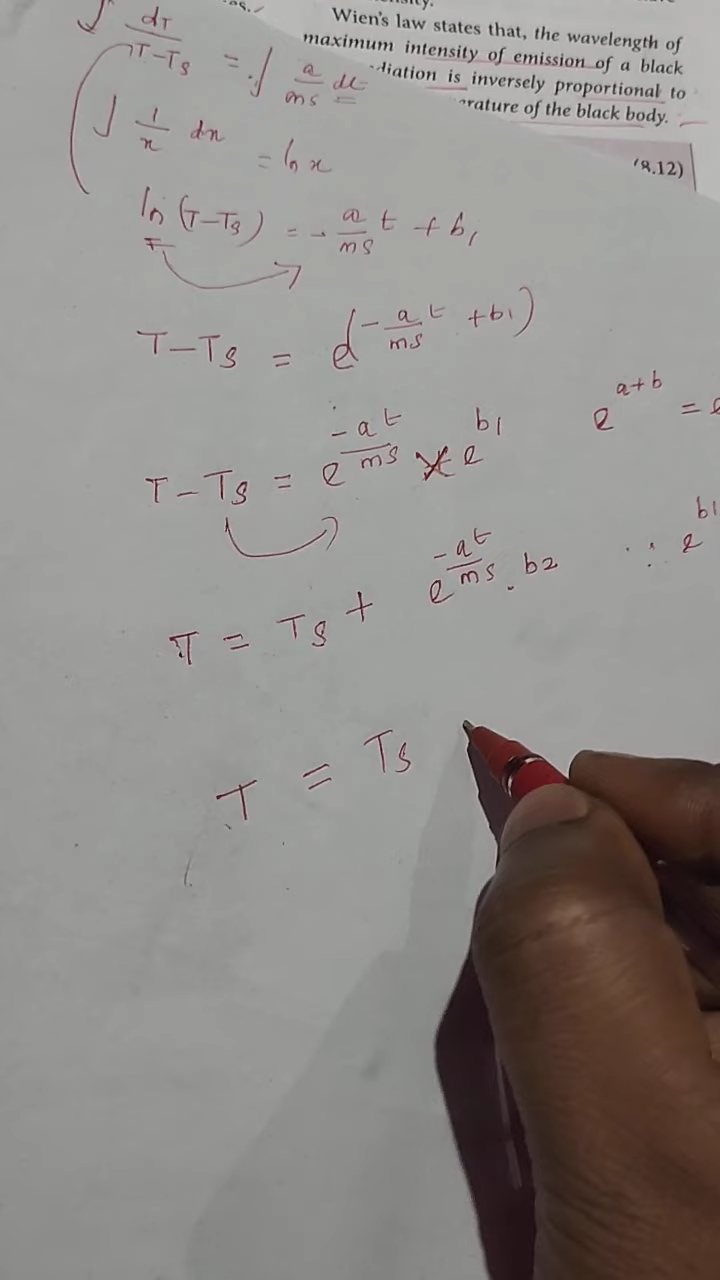 Wien's law states that, the wavelength of
maximum intensity of emission of a black
diation is inversely proportional to
rature of the black body.
8.12)
∫ dT/T-Ts = -∫ a/ms dt
∫ 1/x dx = ln x
ln (T-Ts) = - a/ms t + b1
T-Ts = e(-a/ms t + b1)
T-Ts = e -at/ms × e b1 e a+b = e
T = Ts + e -at/ms . b2 ∵ e b1
T = Ts